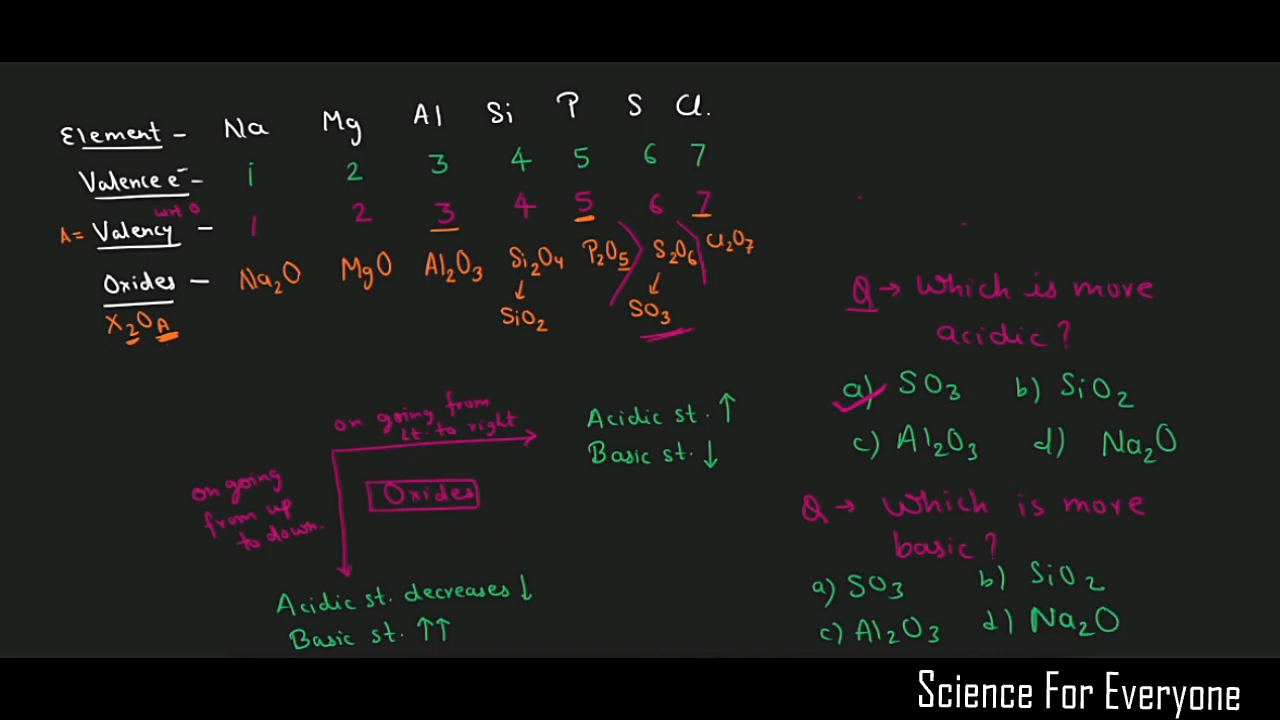 Element - Na Mg Al Si P S Cl.
Valence e⁻ - 1 2 3 4 5 6 7
wrt O
A = Valency - 1 2 3 4 5 6 7
Oxides - Na₂O MgO Al₂O₃ Si₂O₄ P₂O₅ S₂O₆ Cl₂O₇
↓ ↓
X₂O_A SiO₂ SO₃
on going from
Lt. to right
Acidic st. ↑
Basic st. ↓
on going
from up
to down.
Oxides
Acidic st. decreases ↓
Basic st. ↑↑
Q → Which is more
acidic?
a) SO₃ b) SiO₂
c) Al₂O₃ d) Na₂O
Q → Which is more
basic?
a) SO₃ b) SiO₂
c) Al₂O₃ d) Na₂O
Science For Everyone